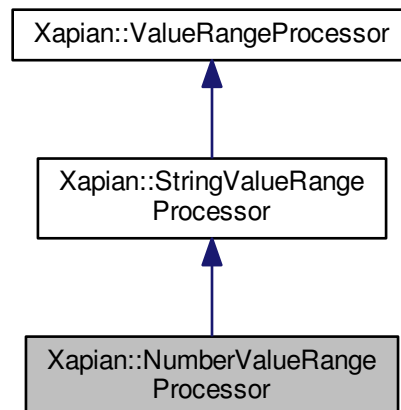 Xapian::ValueRangeProcessor
Xapian::StringValueRange
Processor
Xapian::NumberValueRange
Processor